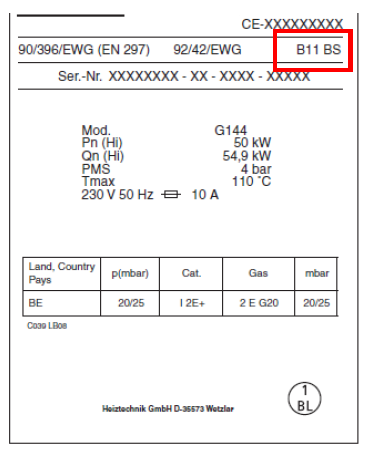 CE-XXXXXXXXX
90/396/EWG (EN 297) 92/42/EWG B11 BS
Ser.-Nr. XXXXXXX - XX - XXXX - XXXXX
Mod. G144
Pn (Hi) 50 kW
Qn (Hi) 54,9 kW
PMS 4 bar
Tmax 110 °C
230 V 50 Hz 10 A
Land, Country
Pays p(mbar) Cat. Gas mbar
BE 20/25 I 2E+ 2 E G20 20/25
C039 LB08
1
BL
Heiztechnik GmbH D-35573 Wetzlar